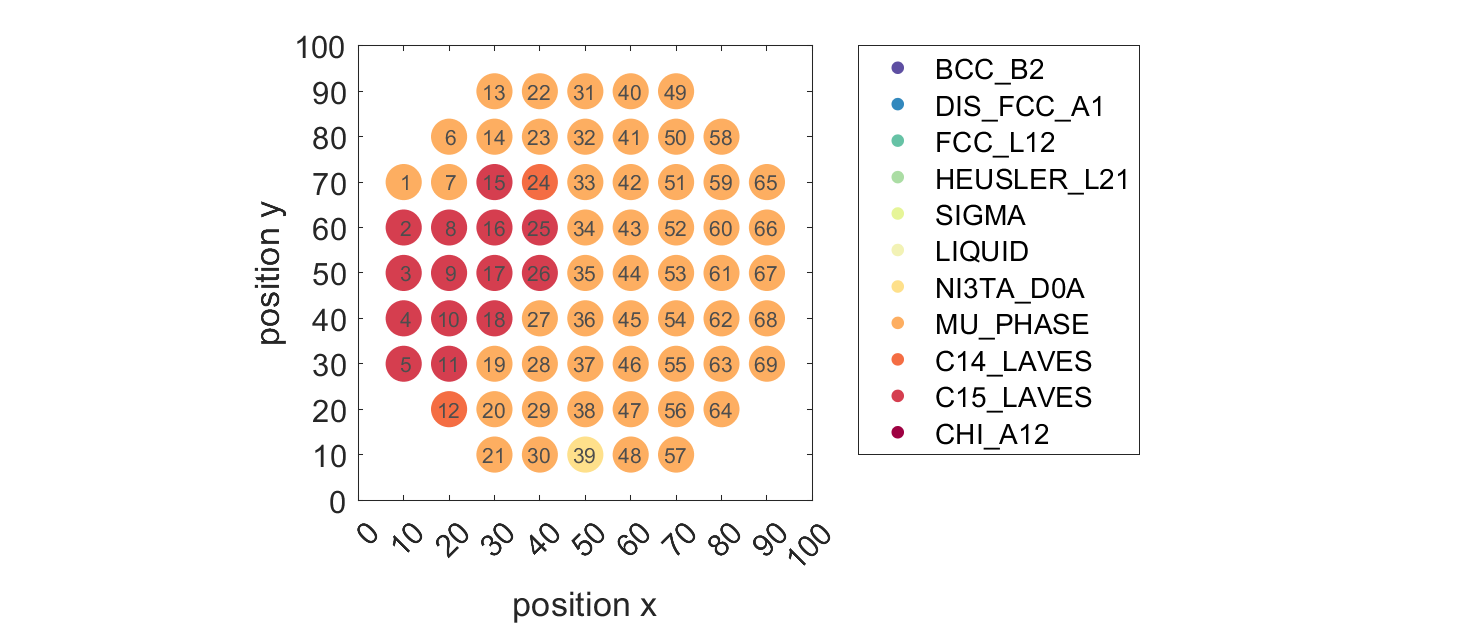 100
90
80
70
60
50
40
30
20
10
0
13 22 31 40 49
6 14 23 32 41 50 58
1 7 15 24 33 42 51 59 65
2 8 16 25 34 43 52 60 66
3 9 17 26 35 44 53 61 67
4 10 18 27 36 45 54 62 68
5 11 19 28 37 46 55 63 69
12 20 29 38 47 56 64
21 30 39 48 57
0 10 20 30 40 50 60 70 80 90 100
position x
position y
BCC_B2
DIS_FCC_A1
FCC_L12
HEUSLER_L21
SIGMA
LIQUID
NI3TA_D0A
MU_PHASE
C14_LAVES
C15_LAVES
CHI_A12